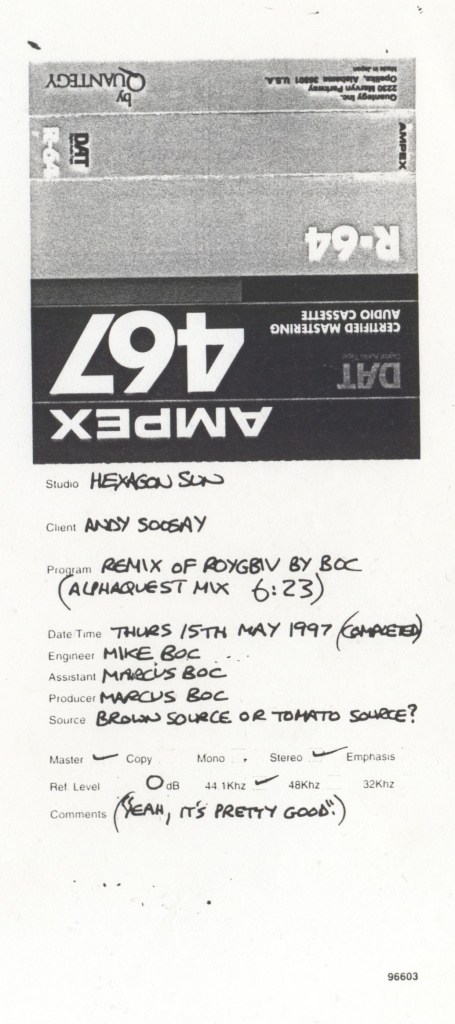 by QUANTEGY
Quantegy Inc.
2230 Marvyn Parkway
Opelika, Alabama 36801 U.S.A.
Made in Japan
DAT
R-64
AMPEX
R-64
467
CERTIFIED MASTERING
AUDIO CASSETTE
DAT
Digital Audio Tape
AMPEX
Studio HEXAGON SUN
Client ANDY SOOSAY
Program REMIX OF ROYGBIV BY BOC
(ALPHAQUEST MIX 6:23)
Date Time THURS 15TH MAY 1997 (COMPLETED)
Engineer MIKE BOC ...
Assistant MARCUS BOC
Producer MARCUS BOC
Source BROWN SOURCE OR TOMATO SOURCE?
Master ✓ Copy Mono Stereo ✓ Emphasis
Ref. Level 0 dB 44.1Khz ✓ 48Khz 32Khz
Comments ("YEAH, IT'S PRETTY GOOD".)
96603